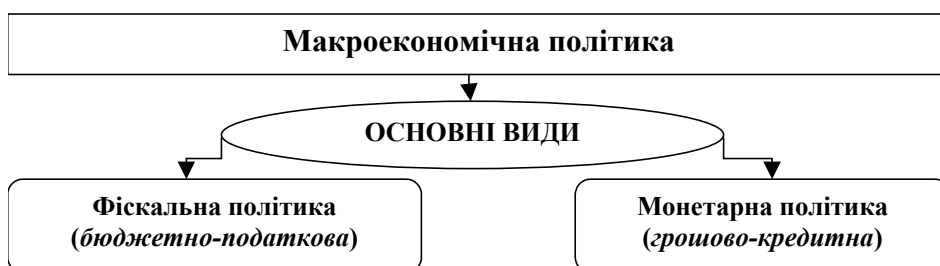 Макроекономічна політика
ОСНОВНІ ВИДИ
Фіскальна політика
(бюджетно-податкова)
Монетарна політика
(грошово-кредитна)